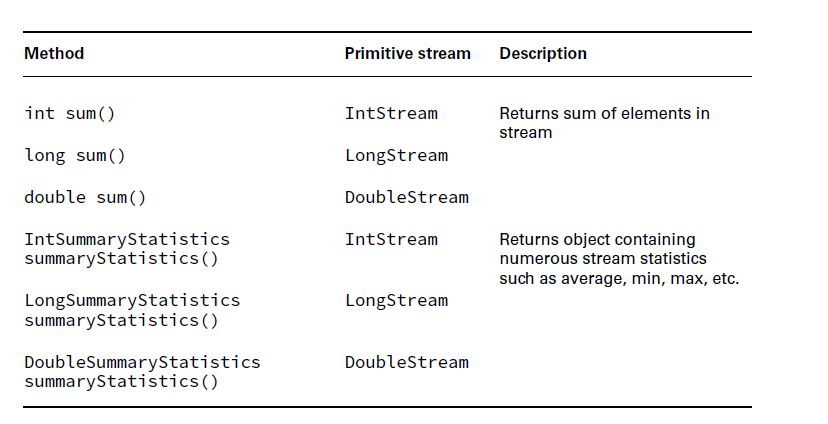 Method Primitive stream Description
int sum() IntStream Returns sum of elements in
stream
long sum() LongStream
double sum() DoubleStream
IntSummaryStatistics IntStream Returns object containing
summaryStatistics() numerous stream statistics
such as average, min, max, etc.
LongSummaryStatistics LongStream
summaryStatistics()
DoubleSummaryStatistics DoubleStream
summaryStatistics()